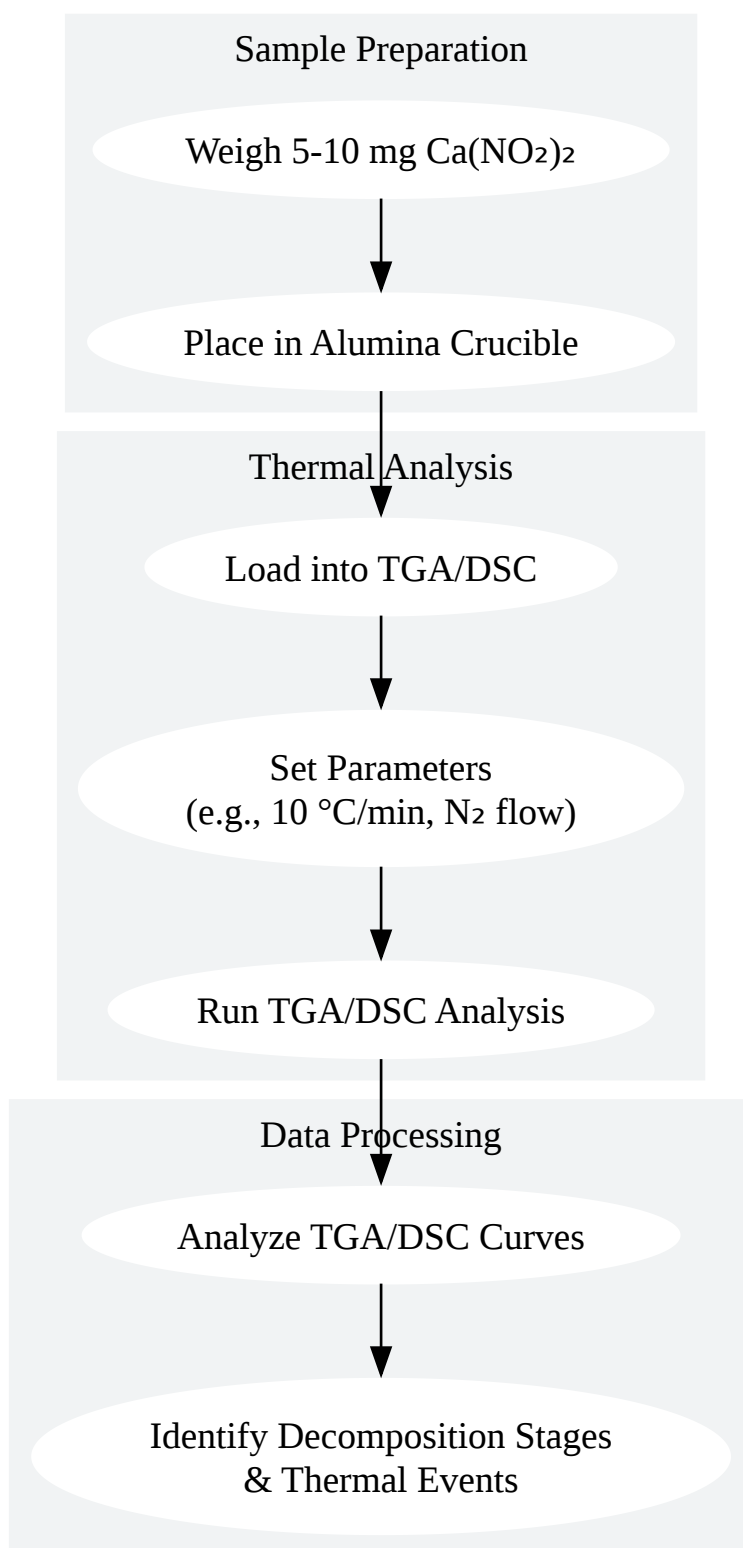 Sample Preparation
Weigh 5-10 mg Ca(NO₂)₂
Place in Alumina Crucible
Thermal Analysis
Load into TGA/DSC
Set Parameters
(e.g., 10 °C/min, N₂ flow)
Run TGA/DSC Analysis
Data Processing
Analyze TGA/DSC Curves
Identify Decomposition Stages
& Thermal Events